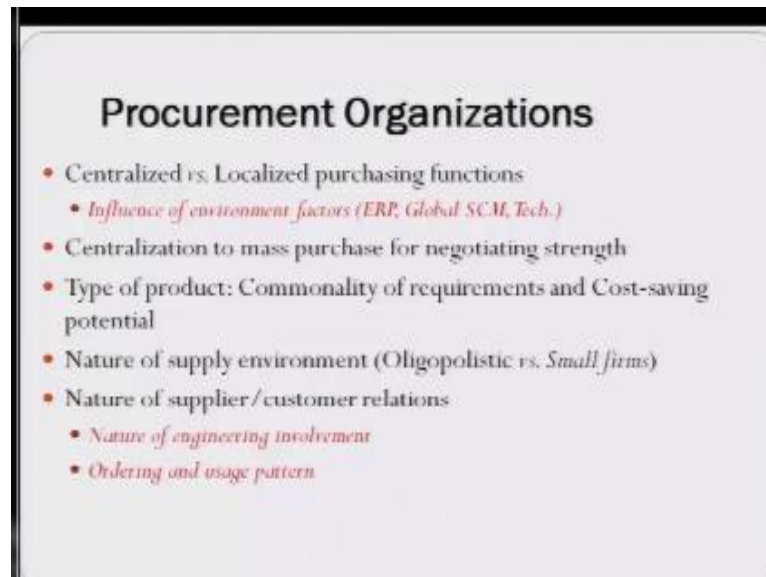 Procurement Organizations
• Centralized vs. Localized purchasing functions
• Influence of environment factors (ERP, Global SCM, Tech.)
• Centralization to mass purchase for negotiating strength
• Type of product: Commonality of requirements and Cost-saving
potential
• Nature of supply environment (Oligopolistic vs. Small firms)
• Nature of supplier/customer relations
• Nature of engineering involvement
• Ordering and usage pattern